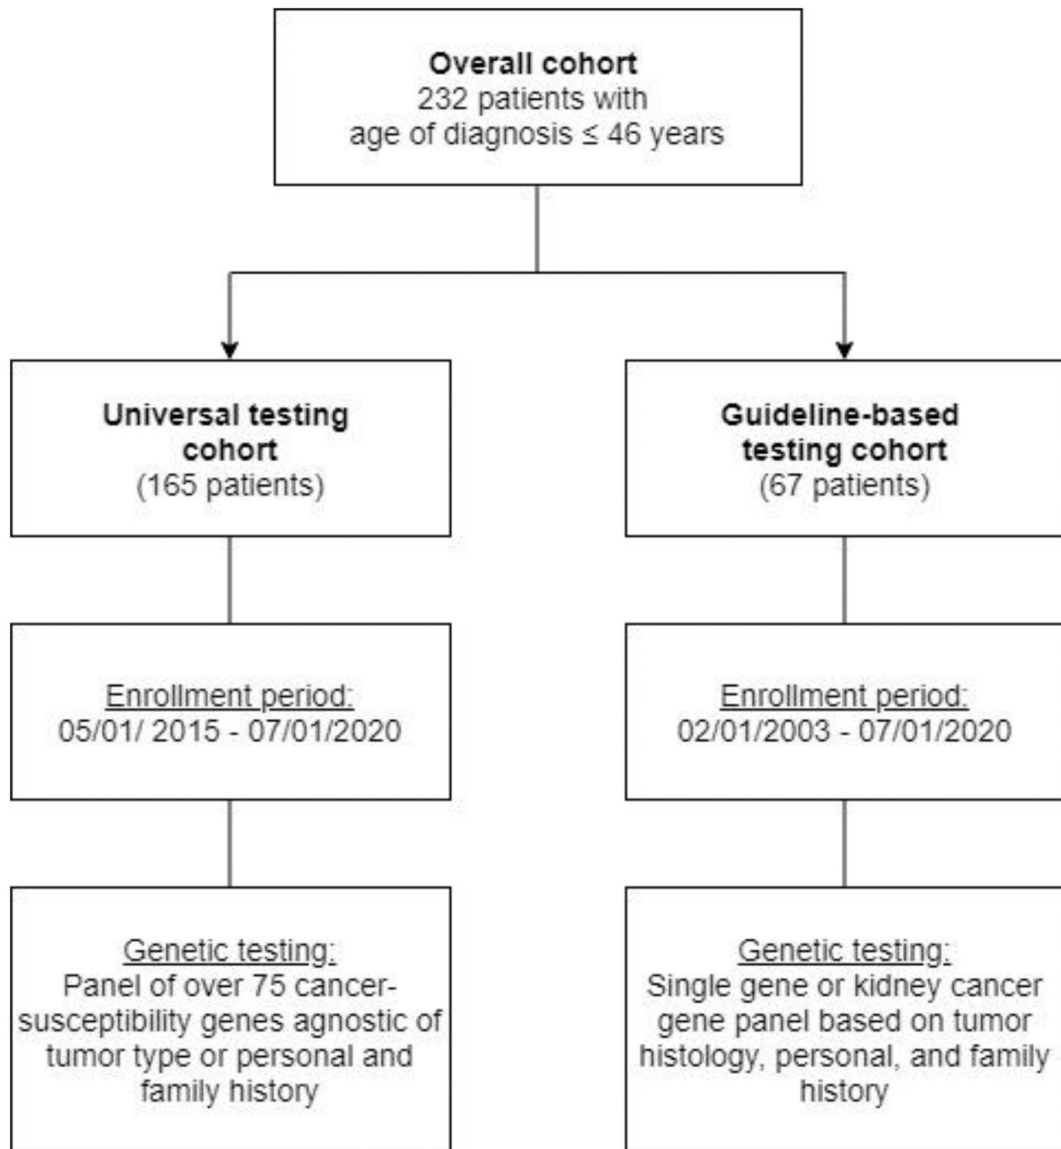 Overall cohort
232 patients with
age of diagnosis ≤ 46 years
Universal testing
cohort
(165 patients)
Guideline-based
testing cohort
(67 patients)
Enrollment period:
05/01/ 2015 - 07/01/2020
Enrollment period:
02/01/2003 - 07/01/2020
Genetic testing:
Panel of over 75 cancer-
susceptibility genes agnostic of
tumor type or personal and
family history
Genetic testing:
Single gene or kidney cancer
gene panel based on tumor
histology, personal, and family
history